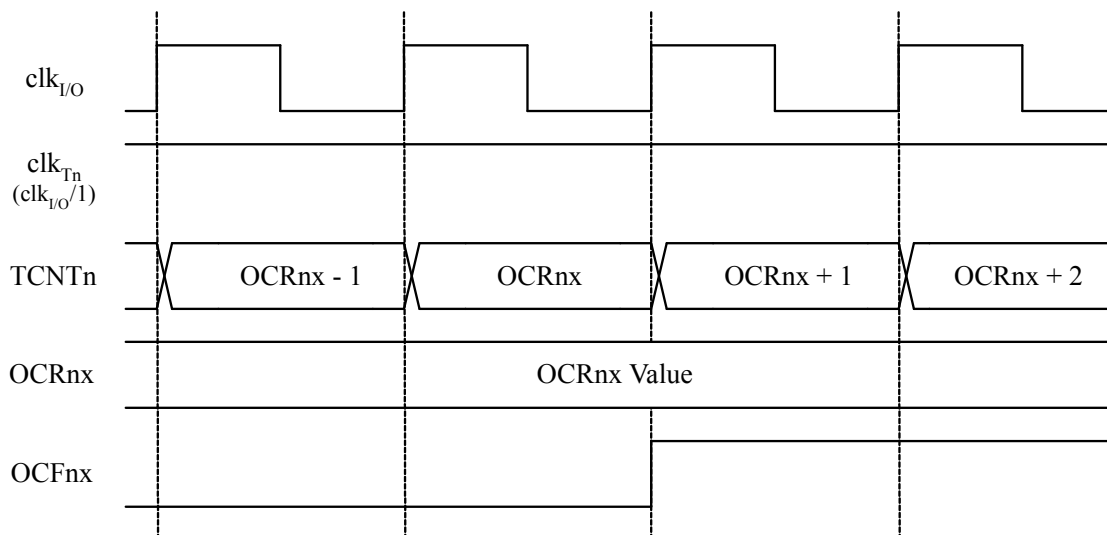 clkI/O
clkTn
(clkI/O/1)
TCNTn OCRnx - 1 OCRnx OCRnx + 1 OCRnx + 2
OCRnx OCRnx Value
OCFnx